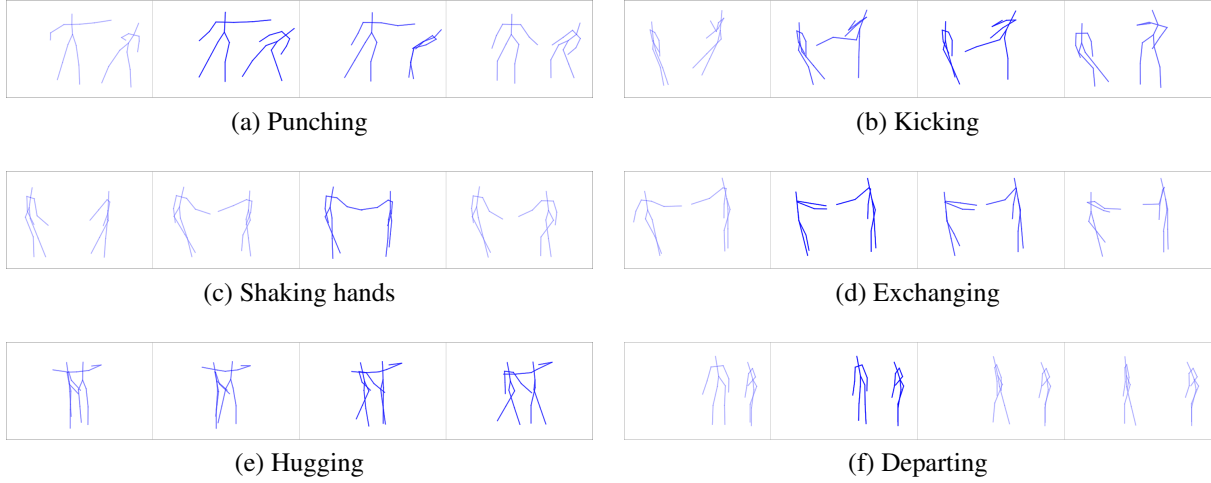 (a) Punching
(b) Kicking
(c) Shaking hands
(d) Exchanging
(e) Hugging
(f) Departing